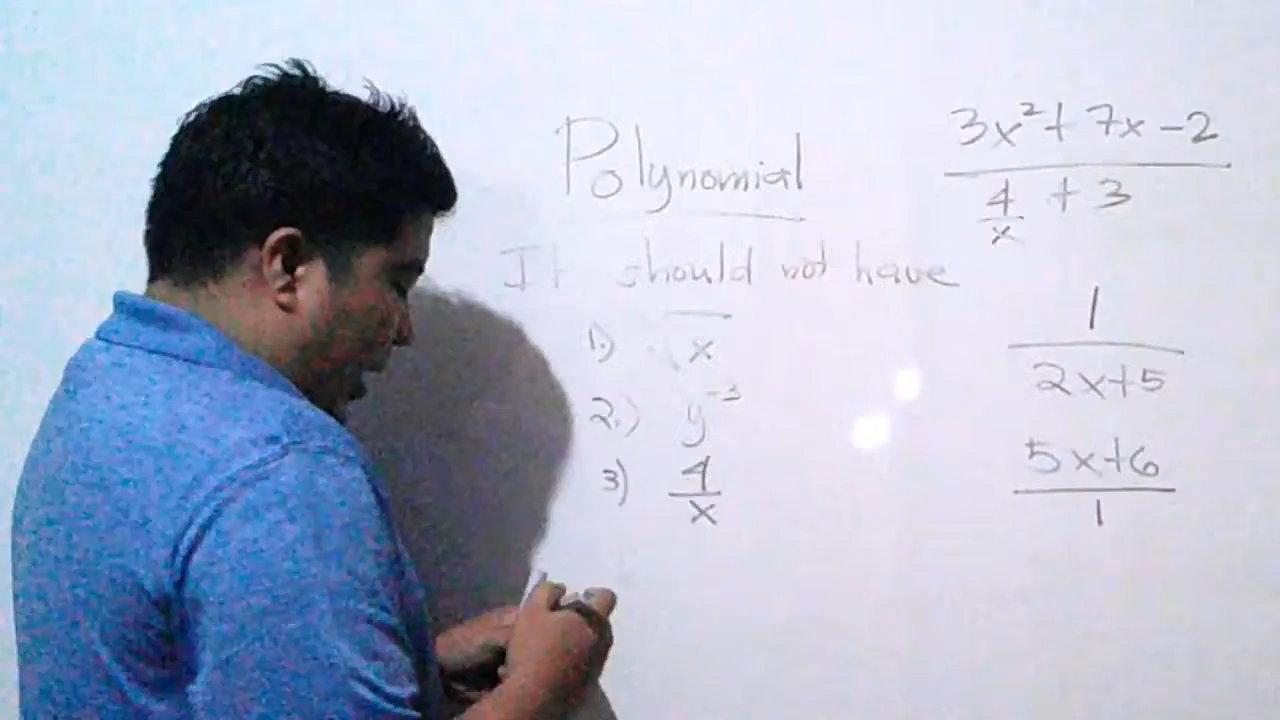 Polynomial
It should not have
1.) √x
2.) y⁻³
3) 4/x
(3x² + 7x - 2)/(4/x + 3)
1/(2x+5)
(5x+6)/1